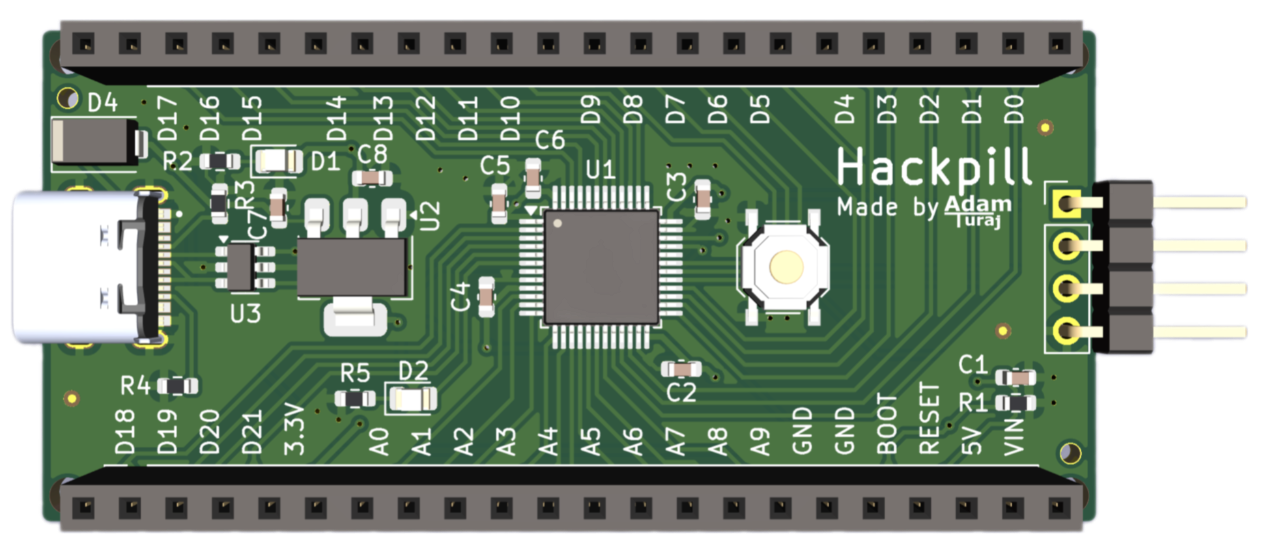 D4
D17
D16
D15
D14
D13
D12
D11
D10
D9
D8
D7
D6
D5
D4
D3
D2
D1
D0
R2
D1
C8
C5
C6
U1
C3
Hackpill
Made by Adam Turaj
R3
C7
U2
U3
C4
R4
R5
D2
C2
C1
R1
D18
D19
D20
D21
3.3V
A0
A1
A2
A3
A4
A5
A6
A7
A8
A9
GND
GND
BOOT
RESET
5V
VIN